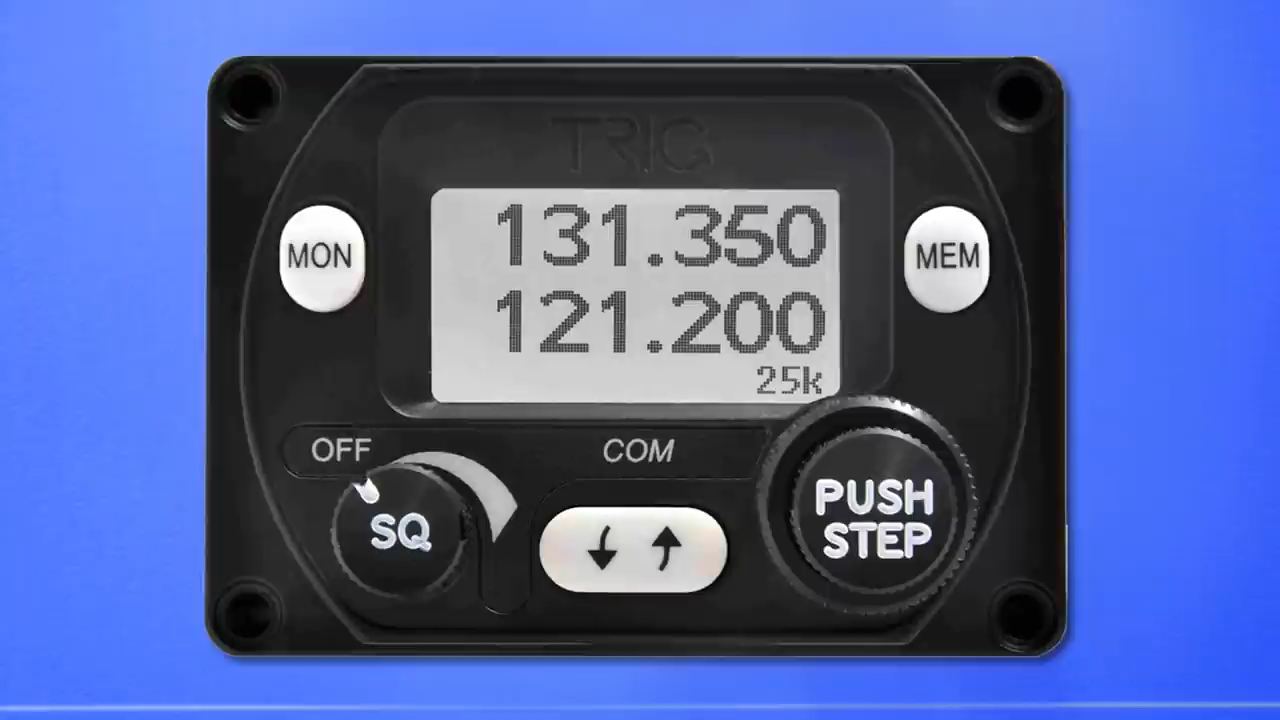 TRIG
131.350
121.200
25k
MON
MEM
OFF
COM
SQ
PUSH
STEP